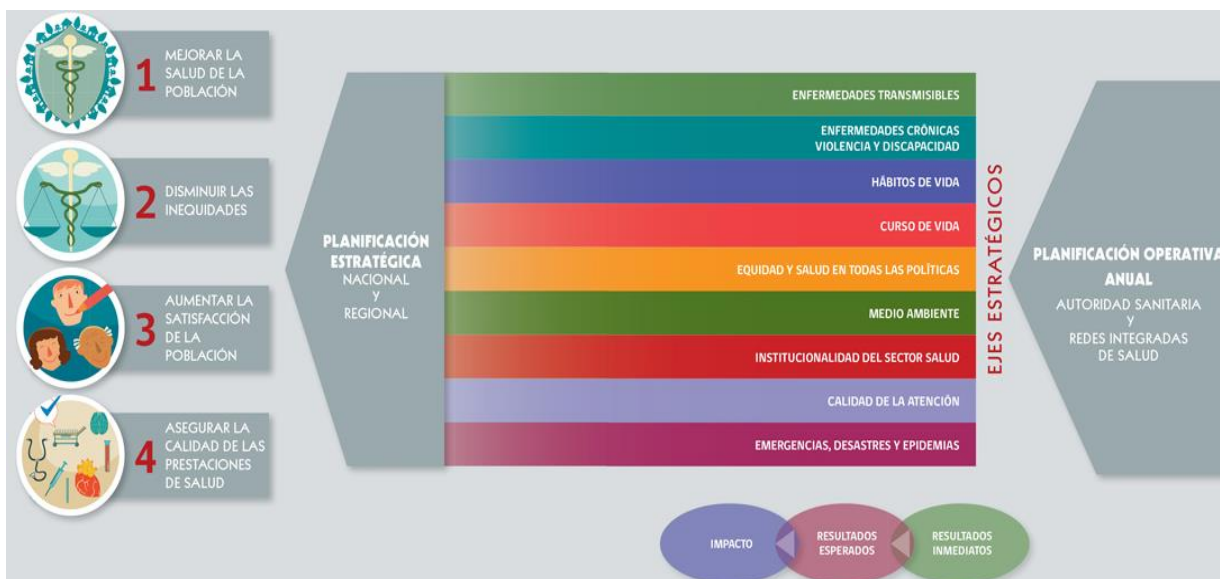 1
MEJORAR LA
SALUD DE LA
POBLACIÓN
2
DISMINUIR LAS
INEQUIDADES
3
AUMENTAR LA
SATISFACCIÓN
DE LA
POBLACIÓN
4
ASEGURAR LA
CALIDAD DE LAS
PRESTACIONES
DE SALUD
PLANIFICACIÓN
ESTRATÉGICA
NACIONAL
y
REGIONAL
ENFERMEDADES TRANSMISIBLES
ENFERMEDADES CRÓNICAS
VIOLENCIA Y DISCAPACIDAD
HÁBITOS DE VIDA
CURSO DE VIDA
EQUIDAD Y SALUD EN TODAS LAS POLÍTICAS
MEDIO AMBIENTE
INSTITUCIONALIDAD DEL SECTOR SALUD
CALIDAD DE LA ATENCIÓN
EMERGENCIAS, DESASTRES Y EPIDEMIAS
EJES ESTRATÉGICOS
PLANIFICACIÓN OPERATIVA
ANUAL
AUTORIDAD SANITARIA
y
REDES INTEGRADAS
DE SALUD
IMPACTO
RESULTADOS
ESPERADOS
RESULTADOS
INMEDIATOS